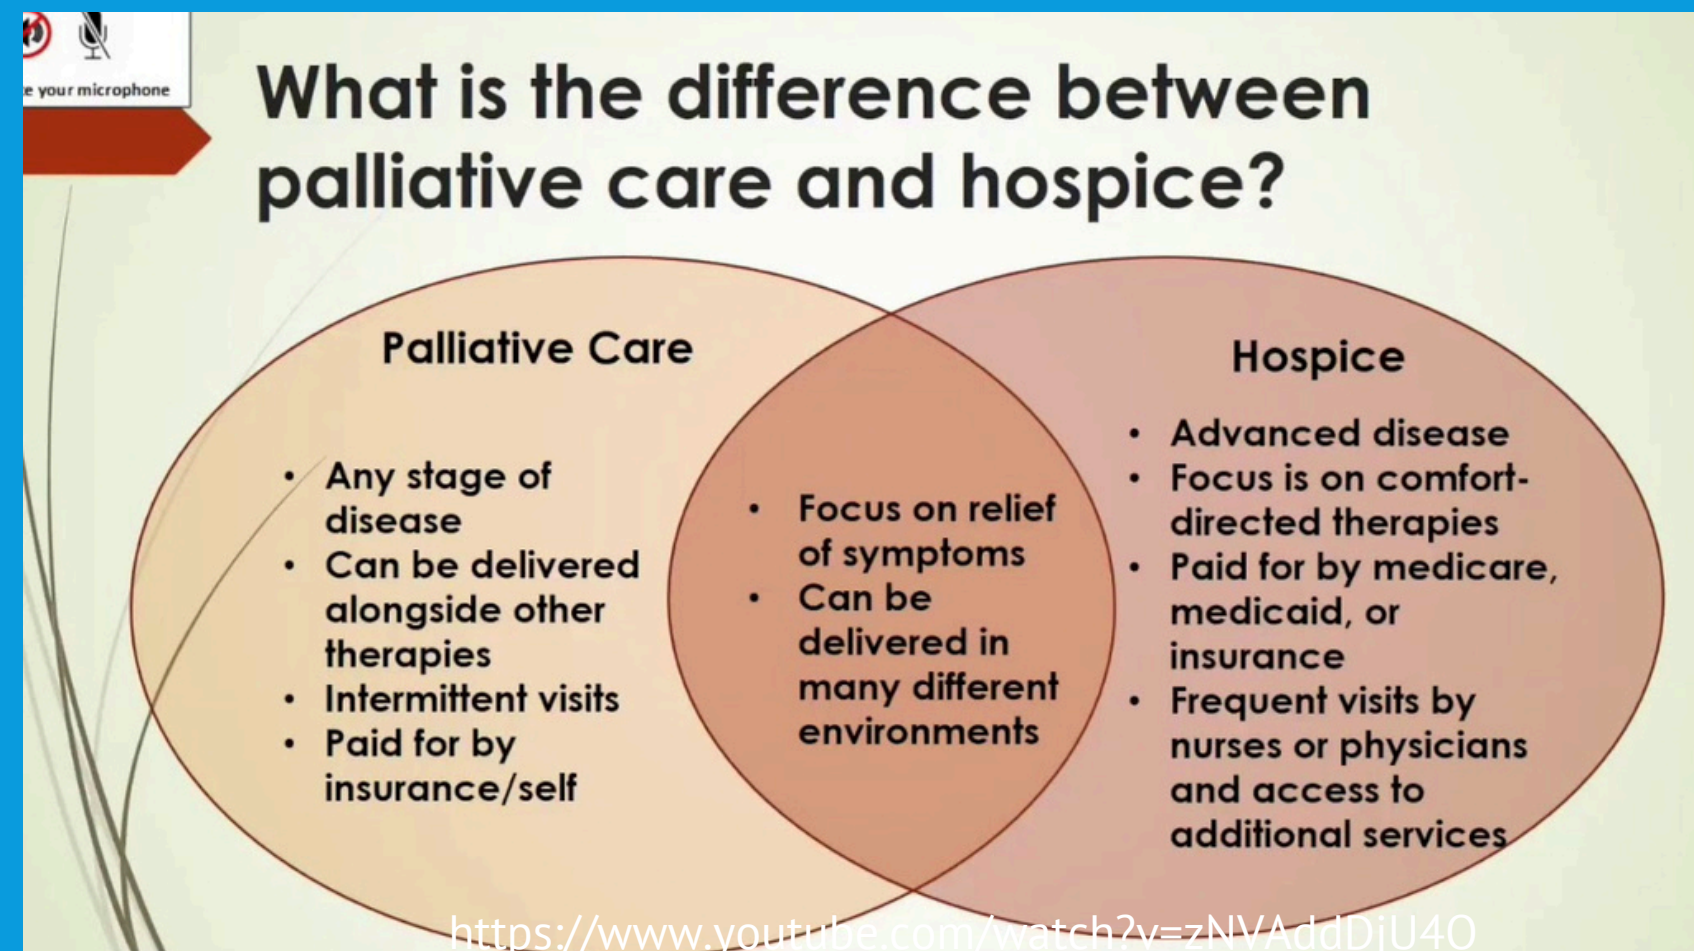 your microphone
What is the difference between
palliative care and hospice?
Palliative Care
• Any stage of
disease
• Can be delivered
alongside other
therapies
• Intermittent visits
• Paid for by
insurance/self
• Focus on relief
of symptoms
• Can be
delivered in
many different
environments
Hospice
• Advanced disease
• Focus is on comfort-
directed therapies
• Paid for by medicare,
medicaid, or
insurance
• Frequent visits by
nurses or physicians
and access to
additional services
https://www.youtube.com/watch?v=zNVAddDjU4O